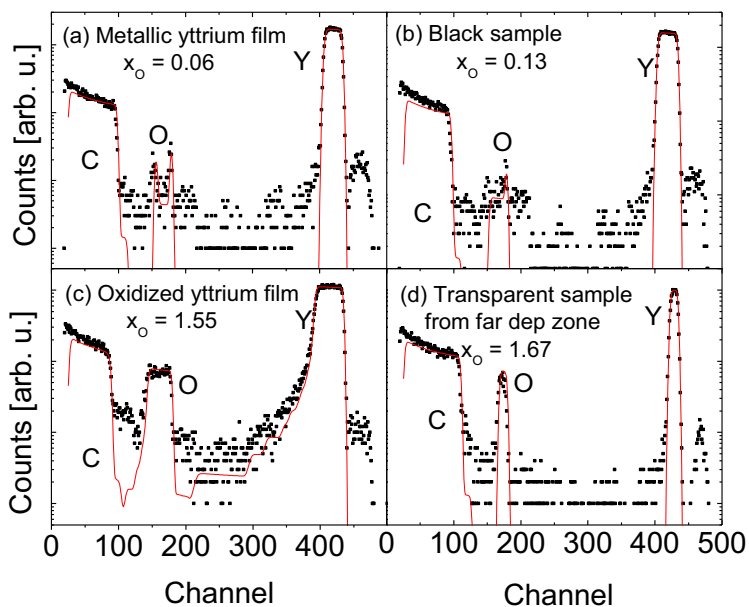 (a) Metallic yttrium film
x_O = 0.06
Y
O
C
(b) Black sample
x_O = 0.13
Y
O
C
Counts [arb. u.]
(c) Oxidized yttrium film
x_O = 1.55
Y
O
C
(d) Transparent sample
from far dep zone
x_O = 1.67
Y
O
C
Counts [arb. u.]
0 100 200 300 400
100 200 300 400 500
Channel
Channel